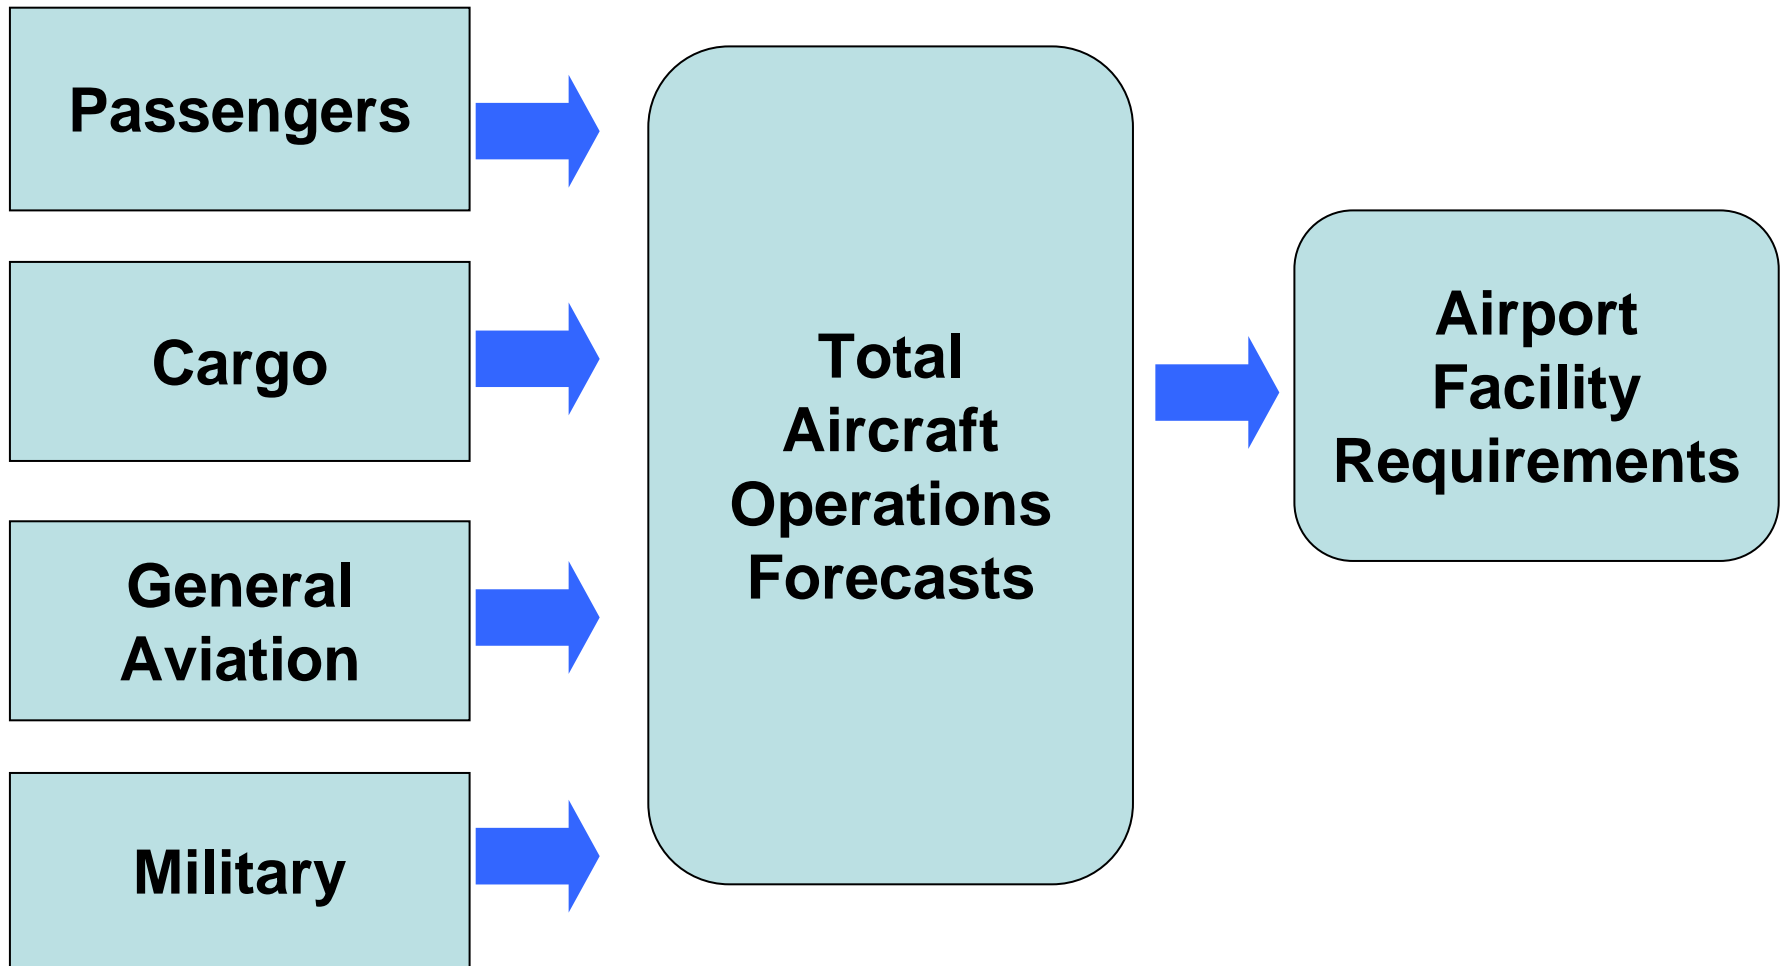 Passengers
Cargo
General
Aviation
Military
Total
Aircraft
Operations
Forecasts
Airport
Facility
Requirements